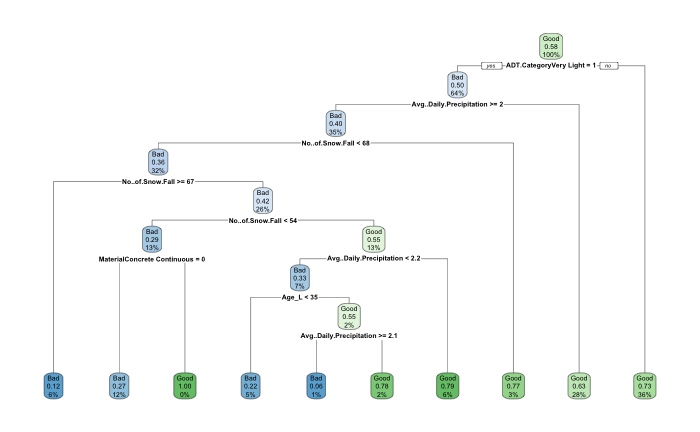 Good
0.58
100%
yes ADT.CategoryVery Light = 1 no
Bad
0.50
64%
Avg..Daily.Precipitation >= 2
Bad
0.40
35%
No..of.Snow.Fall < 68
Bad
0.36
32%
No..of.Snow.Fall >= 67
Bad
0.42
26%
No..of.Snow.Fall < 54
Bad
0.29
13%
Good
0.55
13%
MaterialConcrete Continuous = 0
Avg..Daily.Precipitation < 2.2
Bad
0.33
7%
Age_L < 35
Good
0.55
2%
Avg..Daily.Precipitation >= 2.1
Bad
0.12
6%
Bad
0.27
12%
Good
1.00
0%
Bad
0.22
5%
Bad
0.06
1%
Good
0.78
2%
Good
0.79
6%
Good
0.77
3%
Good
0.63
28%
Good
0.73
36%